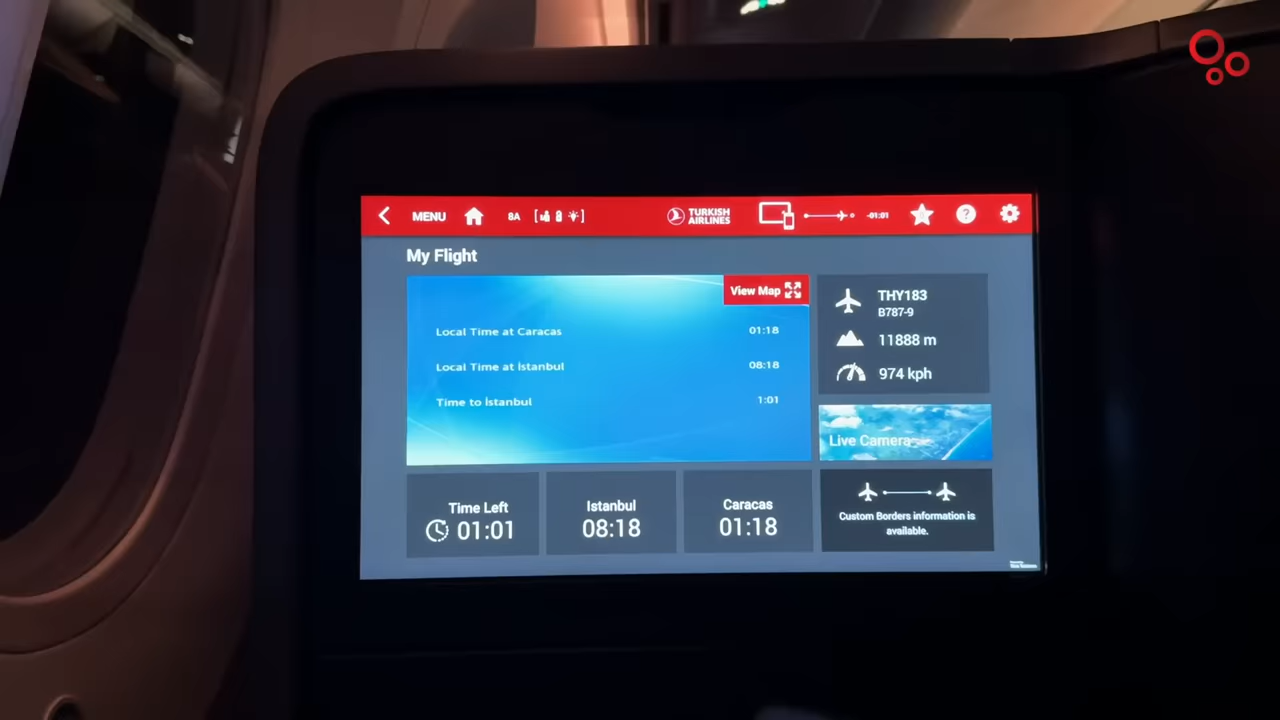 MENU
8A
TURKISH
AIRLINES
-01:01
My Flight
View Map
Local Time at Caracas 01:18
Local Time at İstanbul 08:18
Time to İstanbul 1:01
THY183
B787-9
11888 m
974 kph
Live Camera
Time Left
01:01
Istanbul
08:18
Caracas
01:18
Custom Borders information is
available.